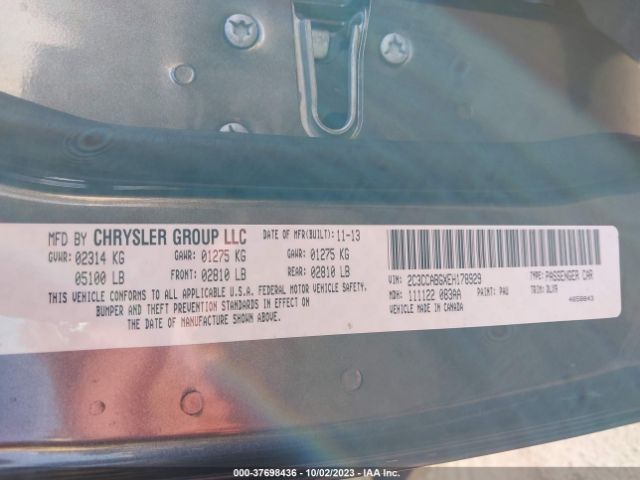 MFD BY CHRYSLER GROUP LLC DATE OF MFR(BUILT): 11-13
GVWR: 02314 KG GAWR: 01275 KG GAWR: 01275 KG
05100 LB FRONT: 02810 LB REAR: 02810 LB
THIS VEHICLE CONFORMS TO ALL APPLICABLE U.S.A. FEDERAL MOTOR VEHICLE SAFETY,
BUMPER AND THEFT PREVENTION STANDARDS IN EFFECT ON
THE DATE OF MANUFACTURE SHOWN ABOVE.
VIN: 2C3CCABGXEH178929 TYPE: PASSENGER CAR
MDH: 111122 083AA PAINT: PAU TRIM: DLX9
VEHICLE MADE IN CANADA
000-37698436 • 10/02/2023 • IAA Inc.